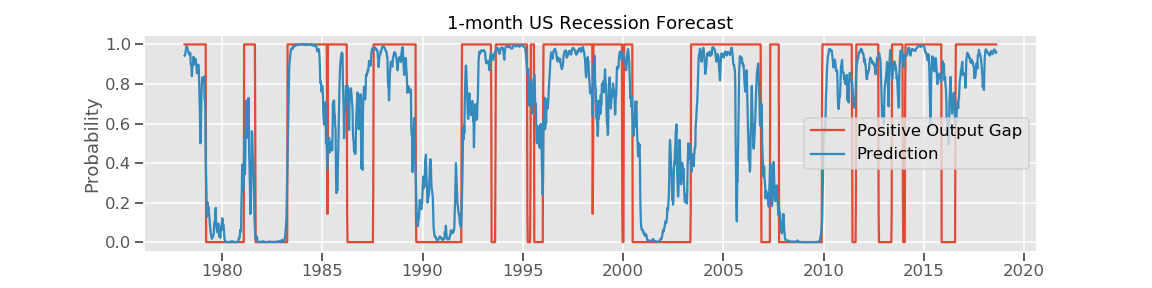 1-month US Recession Forecast
Probability
1.0
0.8
0.6
0.4
0.2
0.0
Positive Output Gap
Prediction
1980 1985 1990 1995 2000 2005 2010 2015 2020